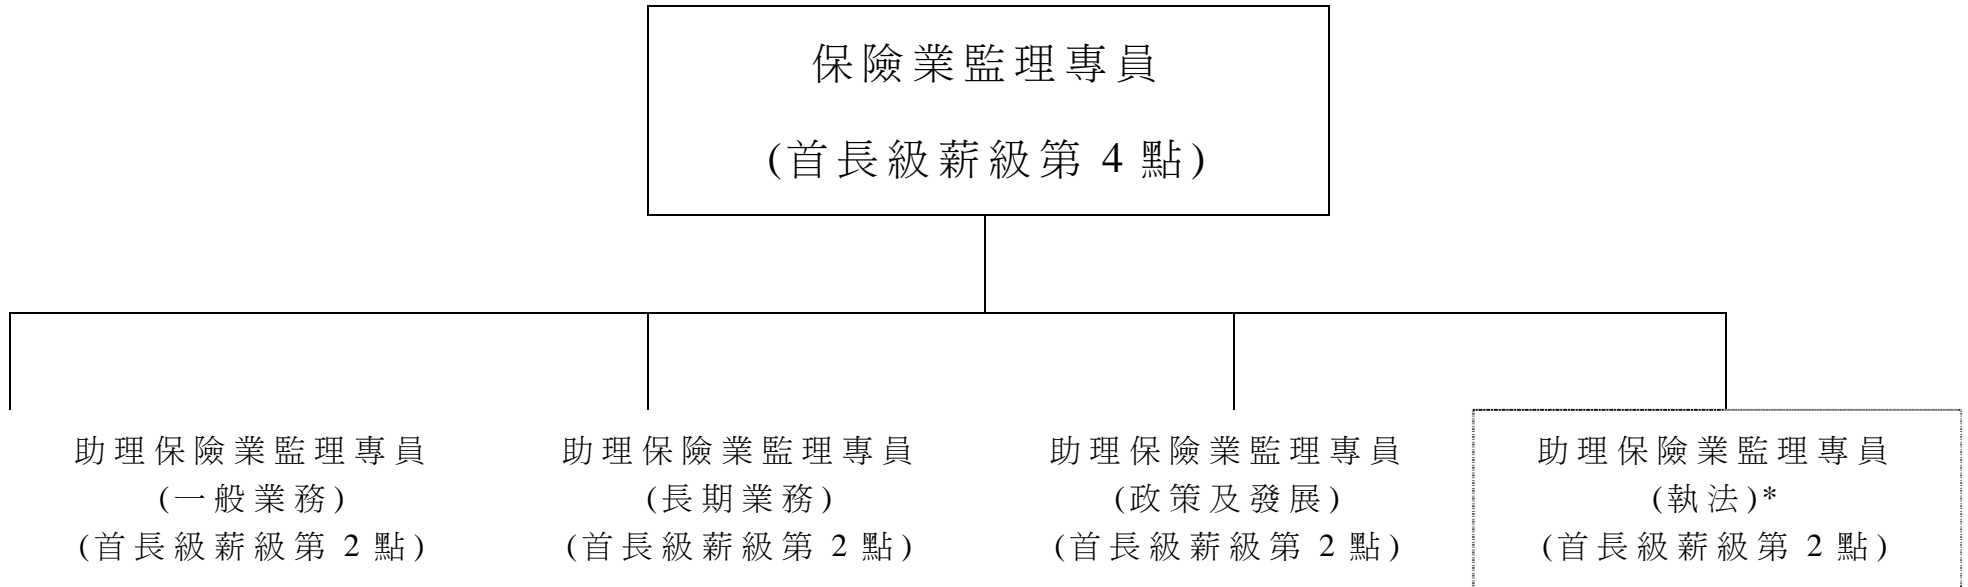 保險業監理專員
(首長級薪級第 4 點)
助理保險業監理專員
(一般業務)
(首長級薪級第 2 點)
助理保險業監理專員
(長期業務)
(首長級薪級第 2 點)
助理保險業監理專員
(政策及發展)
(首長級薪級第 2 點)
助理保險業監理專員
(執法)*
(首長級薪級第 2 點)